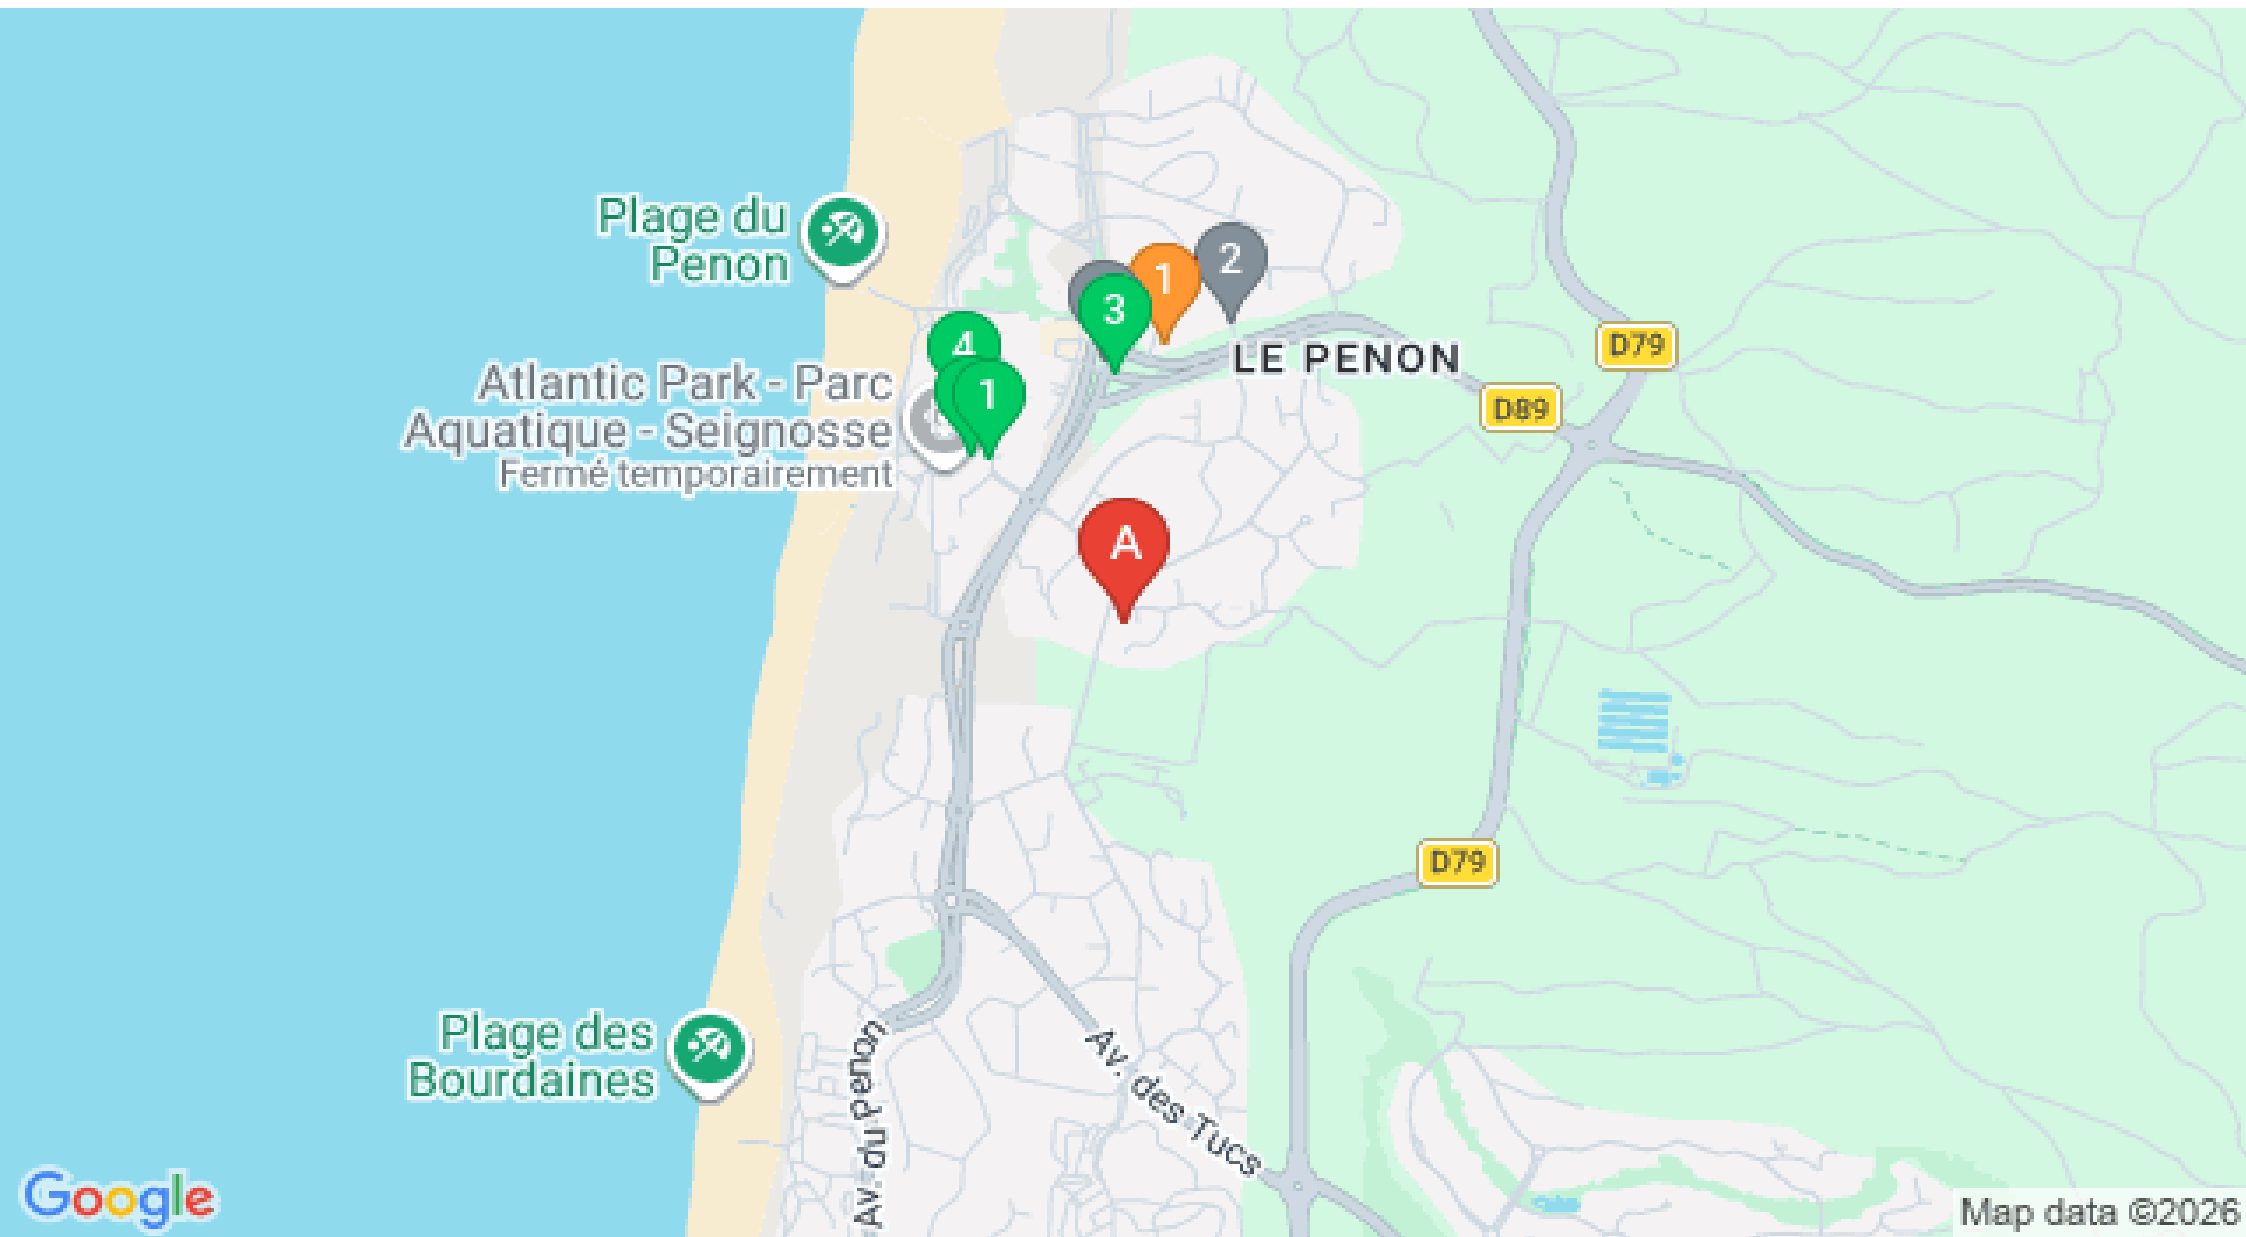 Plage du
Penon
2
1
3
4
1
Atlantic Park - Parc
Aquatique - Seignosse
Fermé temporairement
LE PENON
D79
D89
A
D79
Plage des
Bourdaines
Av. du Penon
Av. des Tucs
Google
Map data ©2026